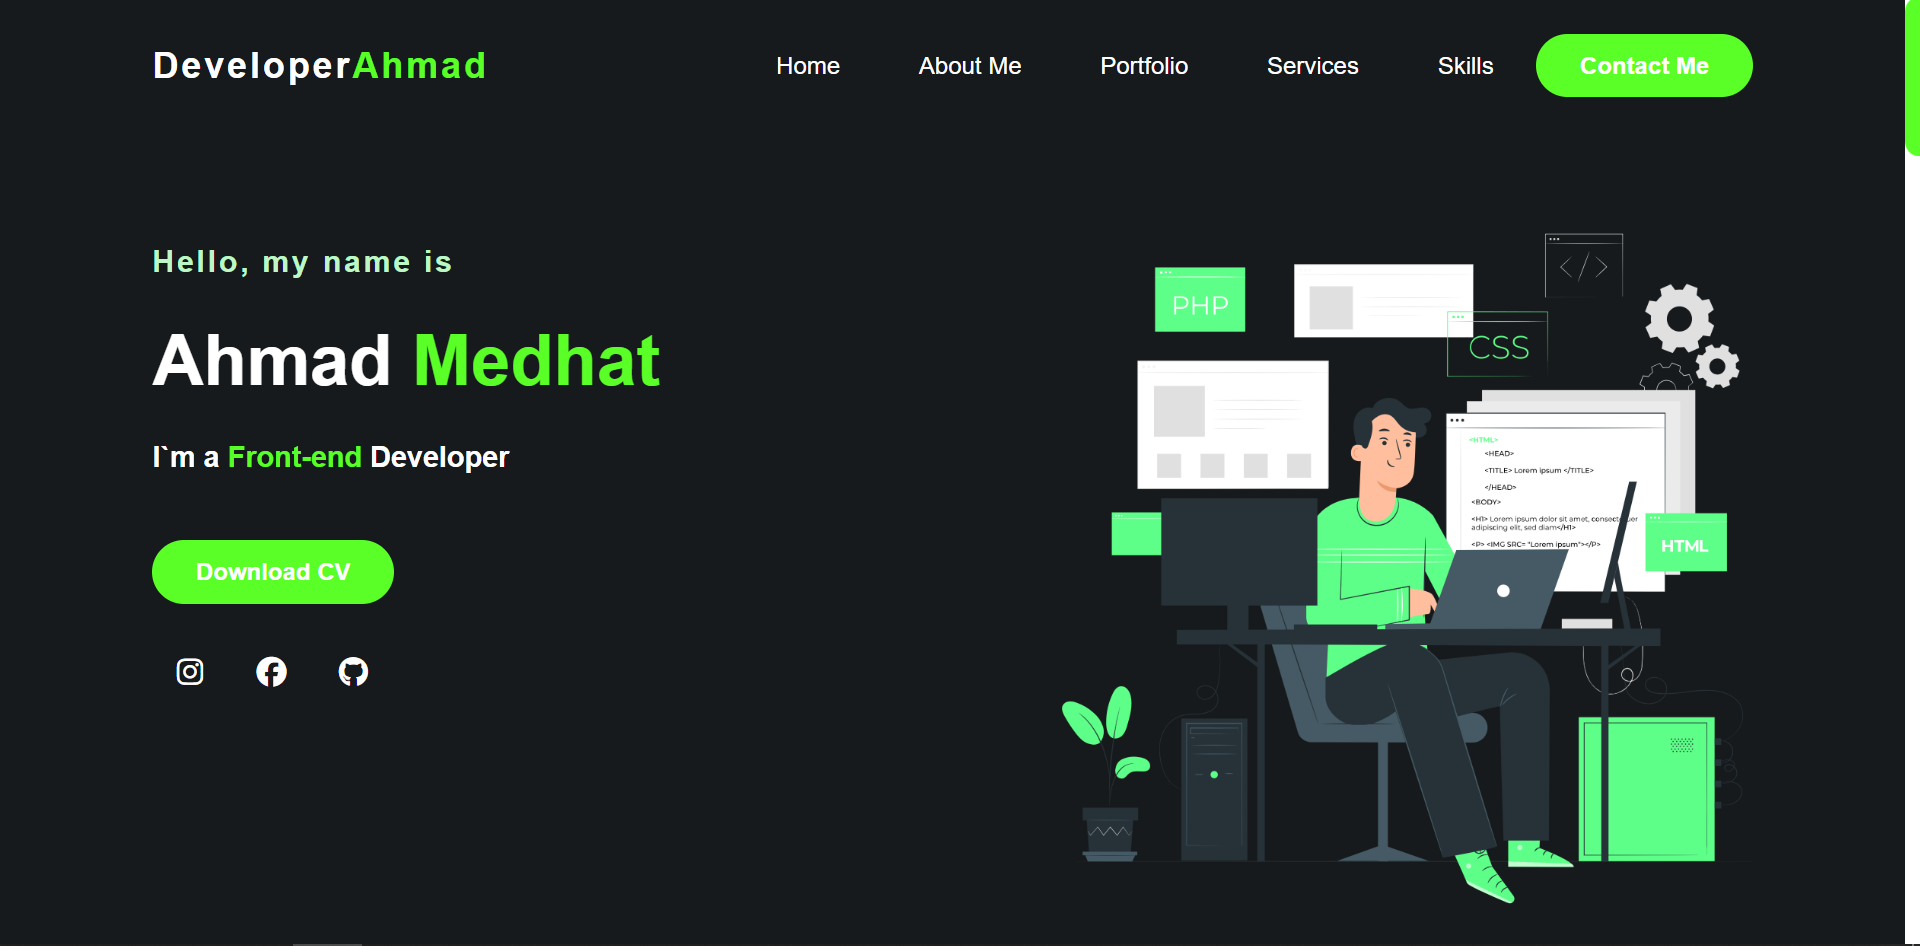 DeveloperAhmad
Home
About Me
Portfolio
Services
Skills
Contact Me
Hello, my name is
Ahmad Medhat
I`m a Front-end Developer
Download CV
</>
PHP
CSS
<HTML>
<HEAD>
<TITLE> Lorem ipsum </TITLE>
</HEAD>
<BODY>
<H1> Lorem ipsum dolor sit amet, consectetuer
adipiscing elit, sed diam</H1>
<P> <IMG SRC= "Lorem ipsum"></P>
HTML